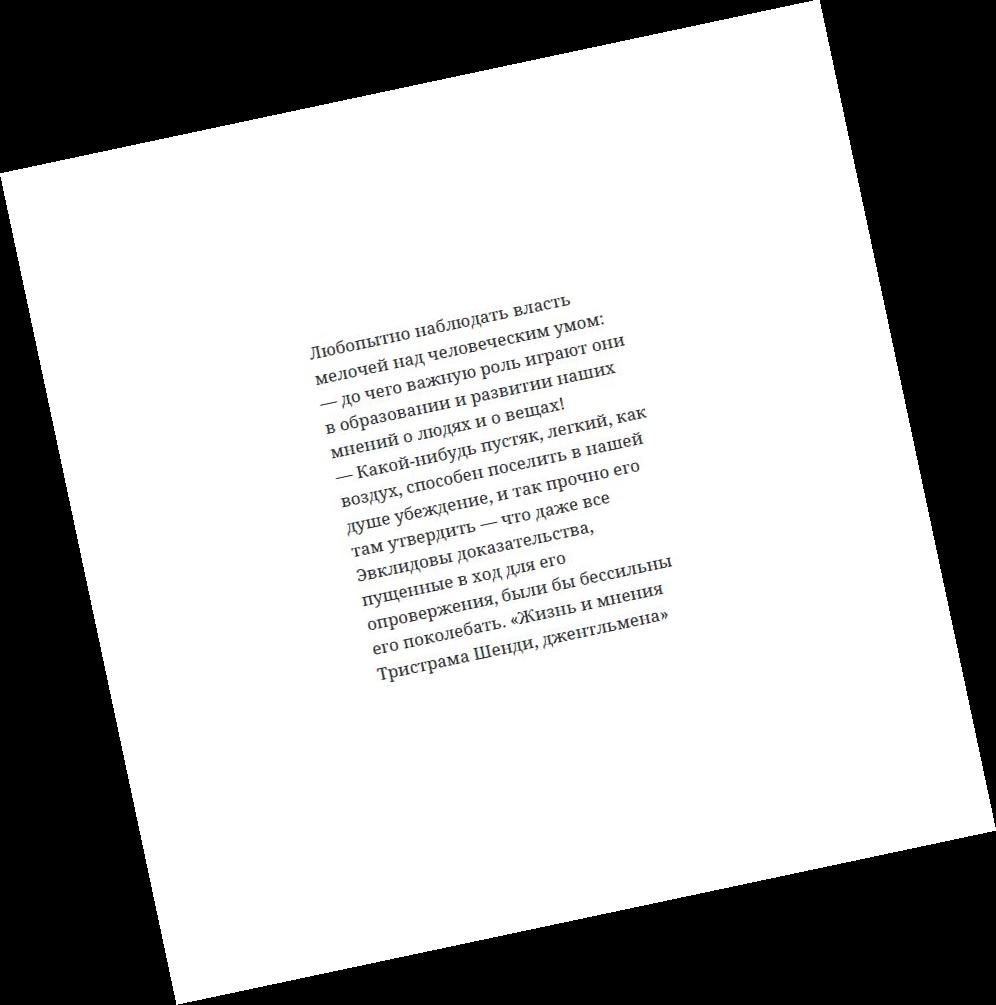 Любопытно наблюдать власть
мелочей над человеческим умом:
— до чего важную роль играют они
в образовании и развитии наших
мнений о людях и о вещах!
— Какой-нибудь пустяк, легкий, как
воздух, способен поселить в нашей
душе убеждение, и так прочно его
там утвердить — что даже все
Эвклидовы доказательства,
пущенные в ход для его
опровержения, были бы бессильны
его поколебать. «Жизнь и мнения
Тристрама Шенди, джентльмена»